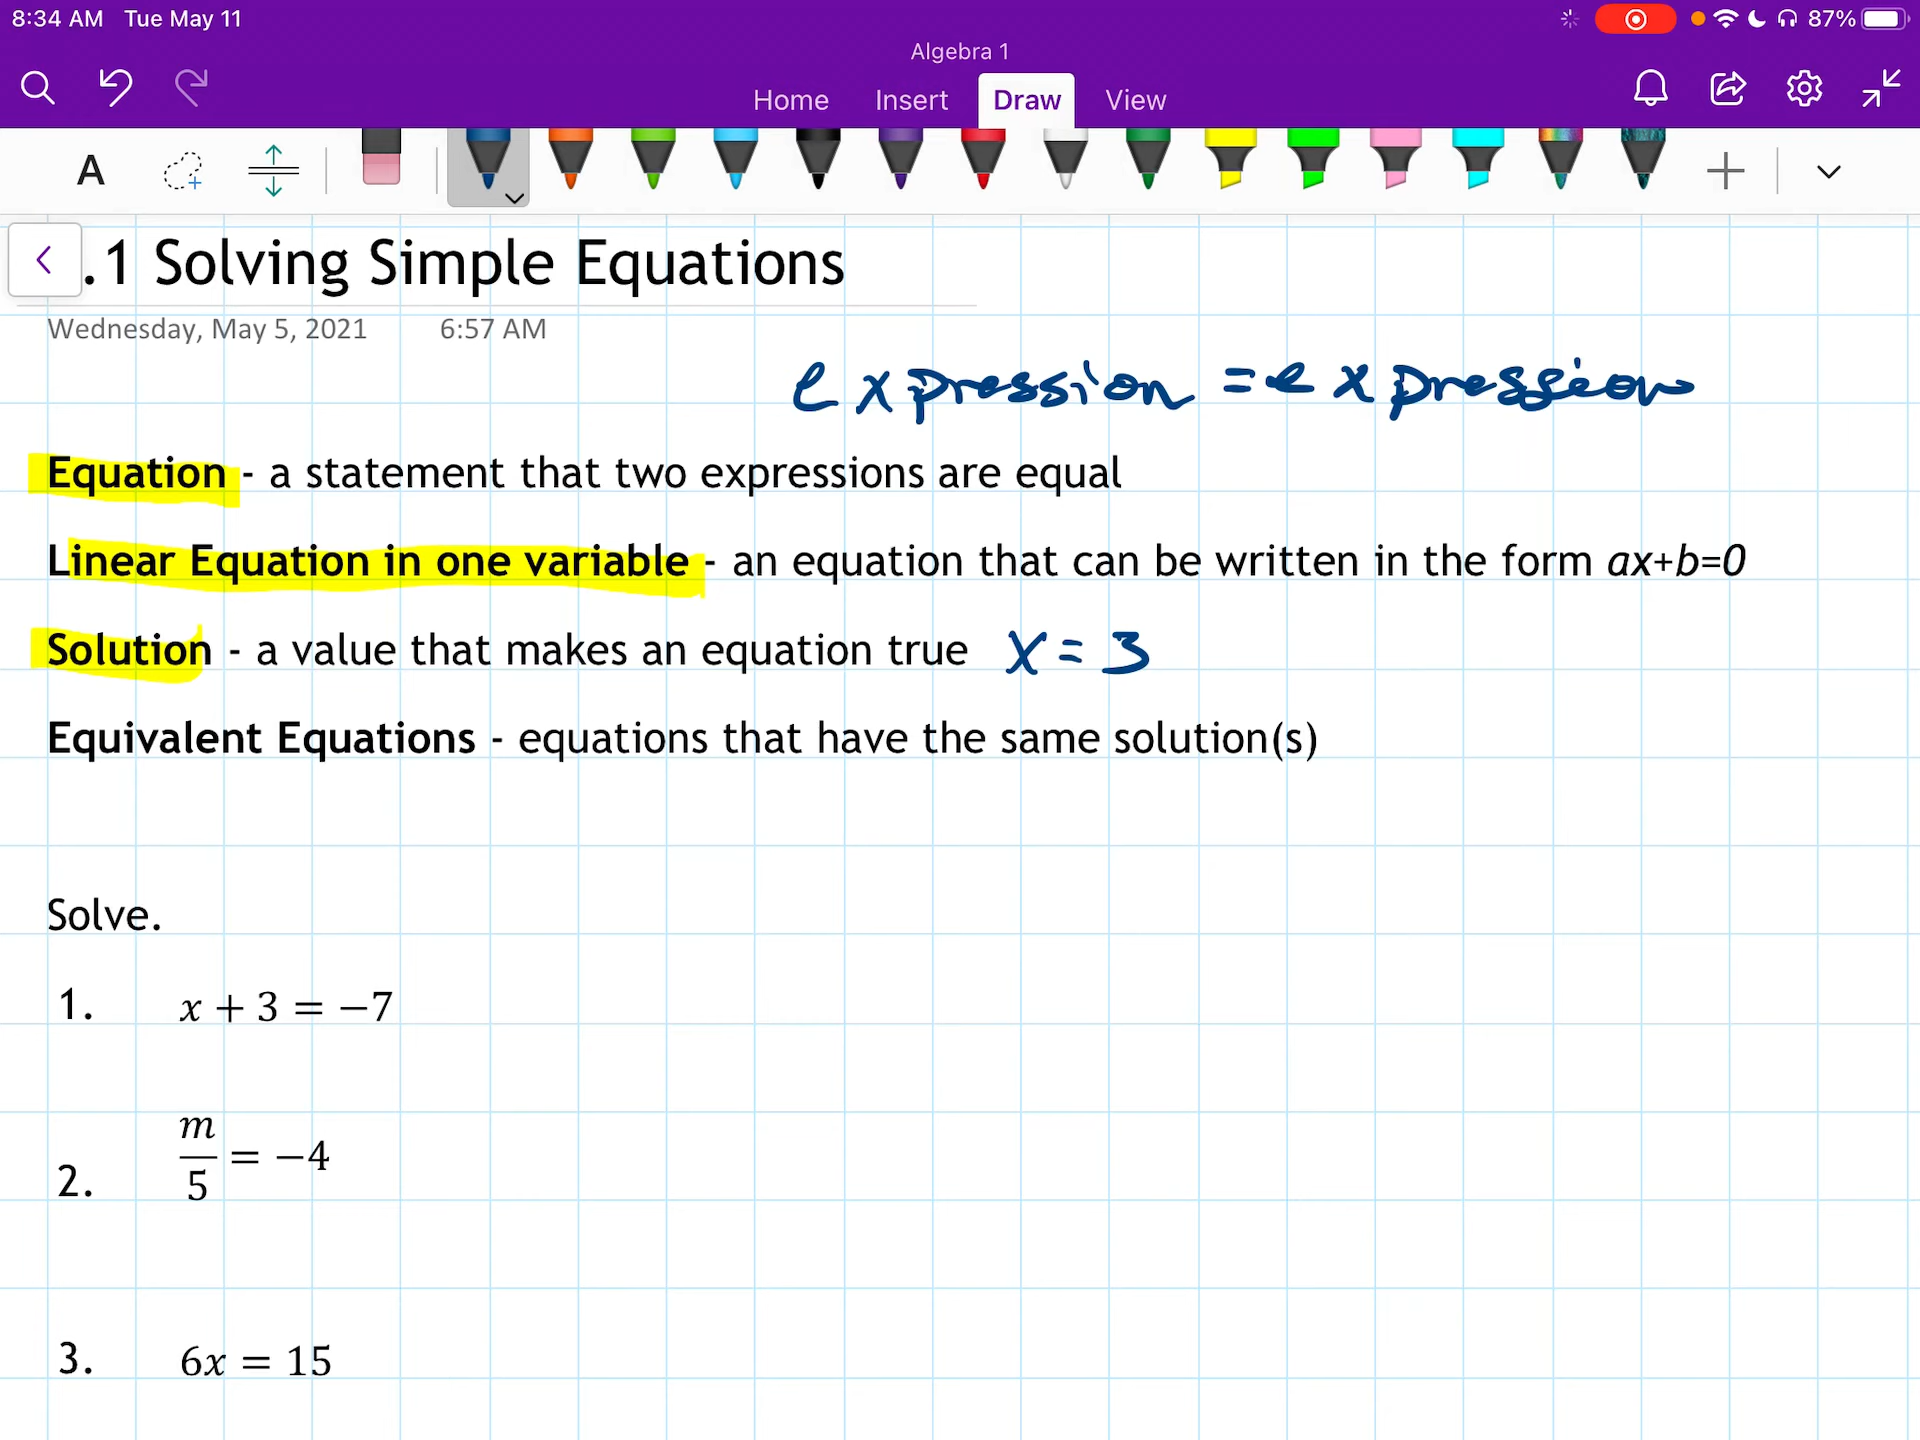 8:34 AM Tue May 11 87%
Algebra 1
Home Insert Draw View
A
.1 Solving Simple Equations
Wednesday, May 5, 2021 6:57 AM
expression = expression
Equation - a statement that two expressions are equal
Linear Equation in one variable - an equation that can be written in the form ax+b=0
Solution - a value that makes an equation true x = 3
Equivalent Equations - equations that have the same solution(s)
Solve.
1. x + 3 = −7
2. m/5 = −4
3. 6x = 15